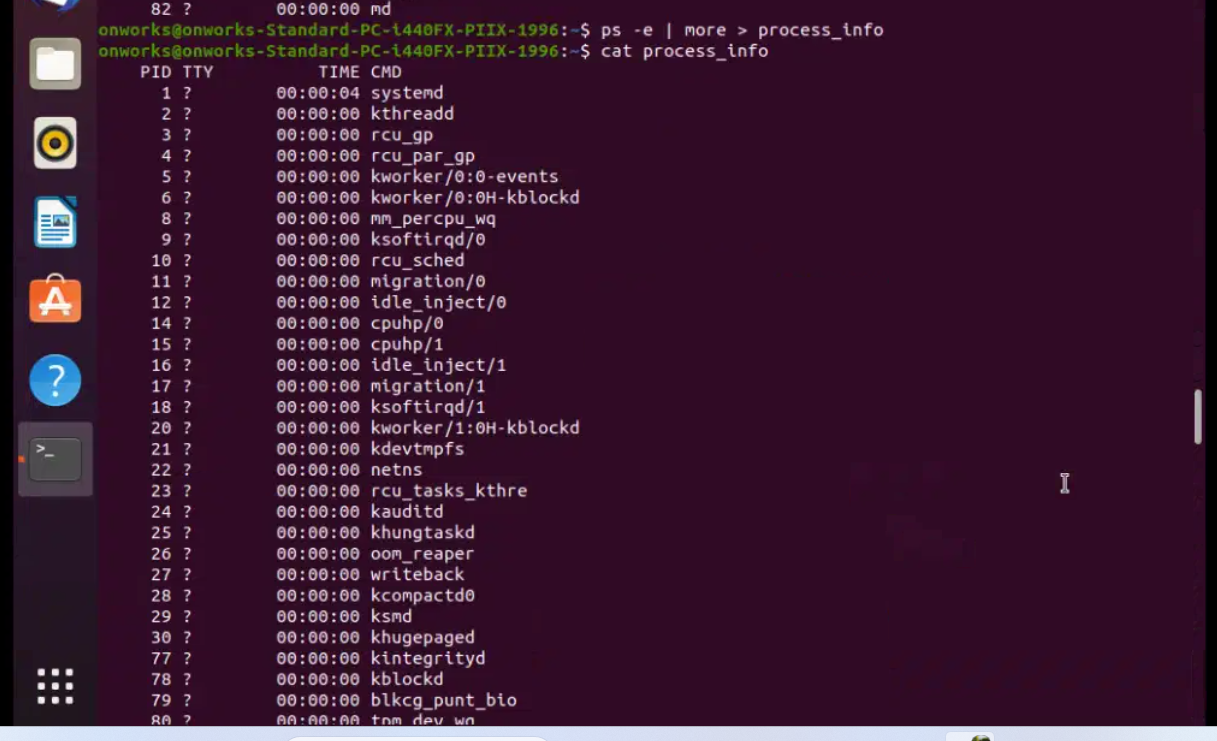 82 ? 00:00:00 md
onworks@onworks-Standard-PC-i440FX-PIIX-1996:~$ ps -e | more > process_info
onworks@onworks-Standard-PC-i440FX-PIIX-1996:~$ cat process_info
PID TTY TIME CMD
1 ? 00:00:04 systemd
2 ? 00:00:00 kthreadd
3 ? 00:00:00 rcu_gp
4 ? 00:00:00 rcu_par_gp
5 ? 00:00:00 kworker/0:0-events
6 ? 00:00:00 kworker/0:0H-kblockd
8 ? 00:00:00 mm_percpu_wq
9 ? 00:00:00 ksoftirqd/0
10 ? 00:00:00 rcu_sched
11 ? 00:00:00 migration/0
12 ? 00:00:00 idle_inject/0
14 ? 00:00:00 cpuhp/0
15 ? 00:00:00 cpuhp/1
16 ? 00:00:00 idle_inject/1
17 ? 00:00:00 migration/1
18 ? 00:00:00 ksoftirqd/1
20 ? 00:00:00 kworker/1:0H-kblockd
21 ? 00:00:00 kdevtmpfs
22 ? 00:00:00 netns
23 ? 00:00:00 rcu_tasks_kthre
24 ? 00:00:00 kauditd
25 ? 00:00:00 khungtaskd
26 ? 00:00:00 oom_reaper
27 ? 00:00:00 writeback
28 ? 00:00:00 kcompactd0
29 ? 00:00:00 ksmd
30 ? 00:00:00 khugepaged
77 ? 00:00:00 kintegrityd
78 ? 00:00:00 kblockd
79 ? 00:00:00 blkcg_punt_bio
80 ? 00:00:00 tpm_dev_wq